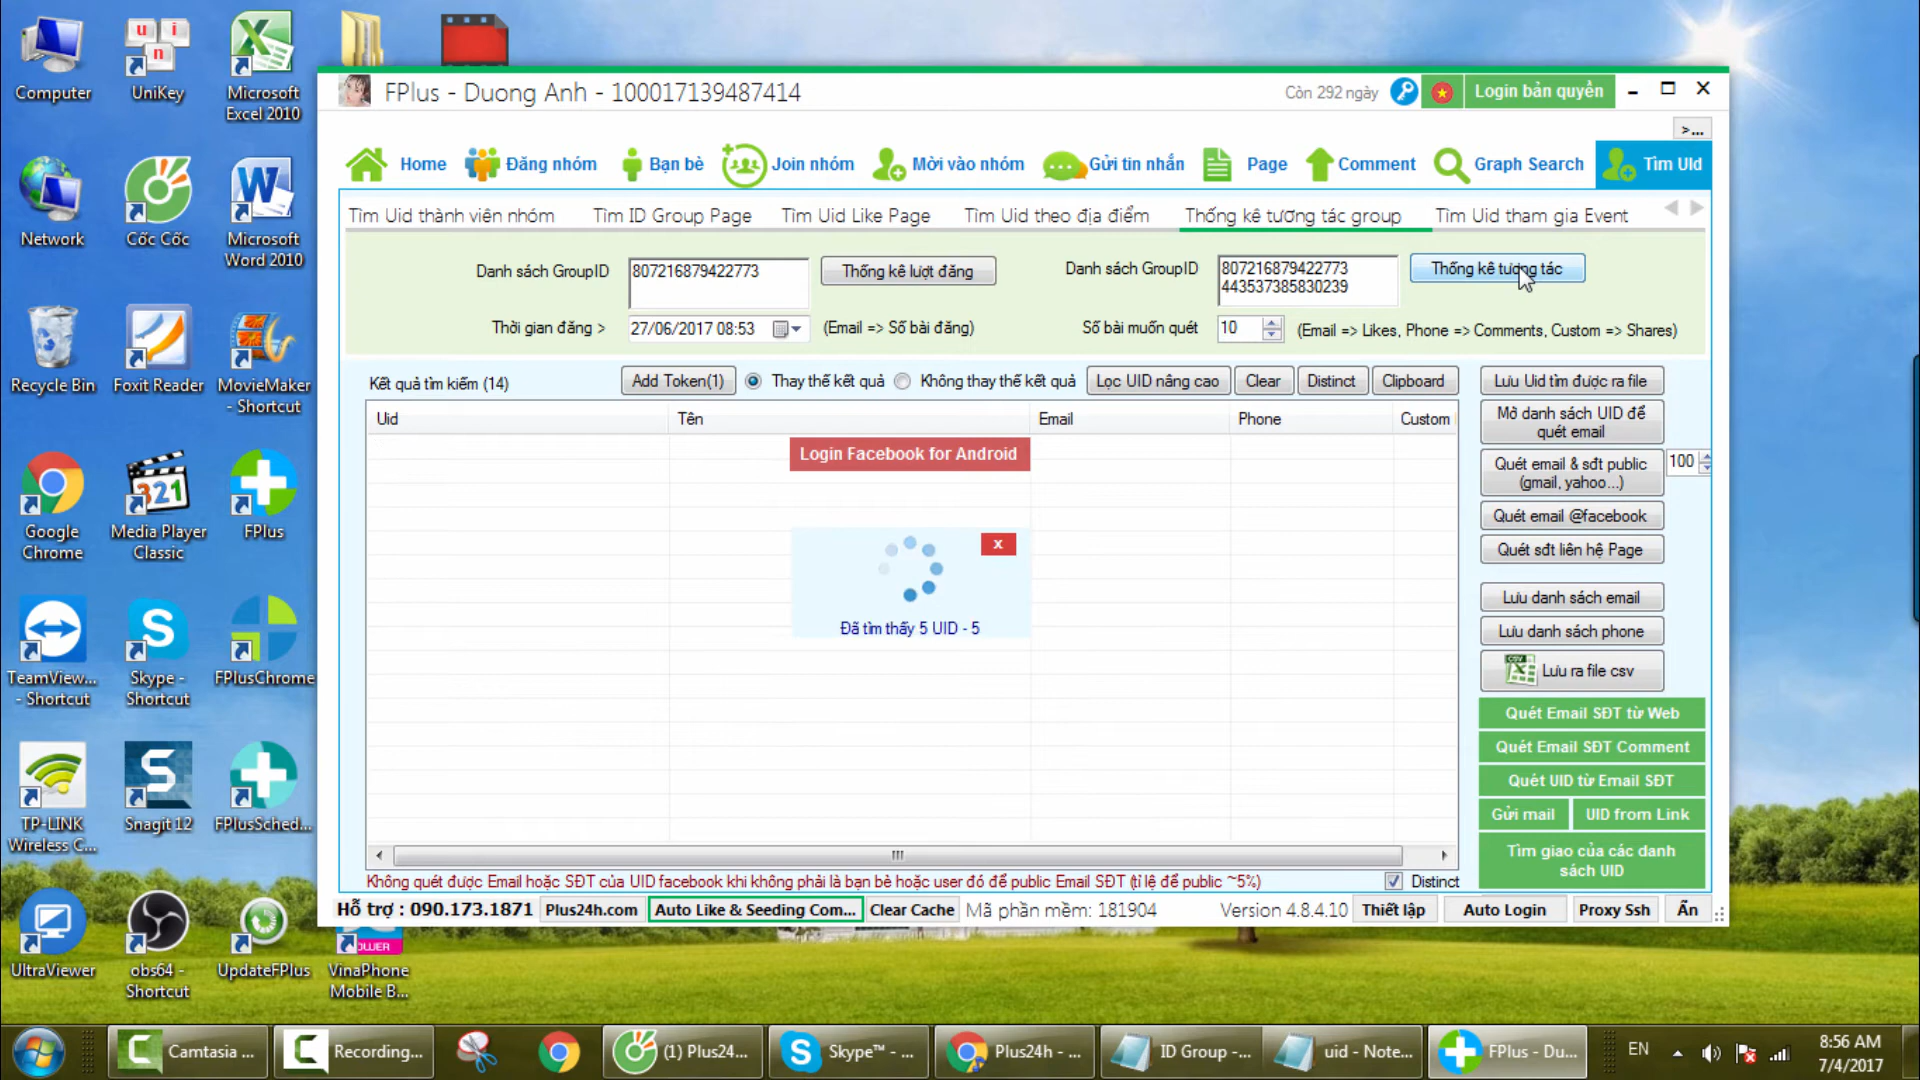 Computer
UniKey
Microsoft
Excel 2010
Network
Cốc Cốc
Microsoft
Word 2010
Recycle Bin
Foxit Reader
MovieMaker
- Shortcut
Google
Chrome
Media Player
Classic
FPlus
TeamView...
- Shortcut
Skype -
Shortcut
FPlusChrome
TP-LINK
Wireless C...
Snagit 12
FPlusSched...
UltraViewer
obs64 -
Shortcut
UpdateFPlus
VinaPhone
Mobile B...
FPlus - Duong Anh - 100017139487414
Còn 292 ngày
Login bản quyền
>...
Home
Đăng nhóm
Bạn bè
Join nhóm
Mời vào nhóm
Gửi tin nhắn
Page
Comment
Graph Search
Tìm UId
Tìm Uid thành viên nhóm
Tìm ID Group Page
Tìm Uid Like Page
Tìm Uid theo địa điểm
Thống kê tương tác group
Tìm Uid tham gia Event
Danh sách GroupID
807216879422773
Thống kê lượt đăng
Danh sách GroupID
807216879422773
443537385830239
Thống kê tương tác
Thời gian đăng >
27/06/2017 08:53
(Email => Số bài đăng)
Số bài muốn quét
10
(Email => Likes, Phone => Comments, Custom => Shares)
Kết quả tìm kiếm (14)
Add Token(1)
Thay thế kết quả
Không thay thế kết quả
Lọc UID nâng cao
Clear
Distinct
Clipboard
Lưu Uid tìm được ra file
Uid
Tên
Email
Phone
Custom
Mở danh sách UID để
quét email
Login Facebook for Android
Quét email & sđt public
(gmail, yahoo...)
100
Quét email @facebook
x
Quét sđt liên hệ Page
Đã tìm thấy 5 UID - 5
Lưu danh sách email
Lưu danh sách phone
CSV
Lưu ra file csv
Quét Email SĐT từ Web
Quét Email SĐT Comment
Quét UID từ Email SĐT
Gửi mail
UID from Link
Tìm giao của các danh
sách UID
Không quét được Email hoặc SĐT của UID facebook khi không phải là bạn bè hoặc user đó để public Email SĐT (tỉ lệ để public ~5%)
Distinct
Hỗ trợ : 090.173.1871
Plus24h.com
Auto Like & Seeding Com...
Clear Cache
Mã phần mềm: 181904
Version 4.8.4.10
Thiết lập
Auto Login
Proxy Ssh
Ẩn
Camtasia ...
Recording...
(1) Plus24...
Skype™ - ...
Plus24h - ...
ID Group -...
uid - Note...
FPlus - Du...
EN
8:56 AM
7/4/2017